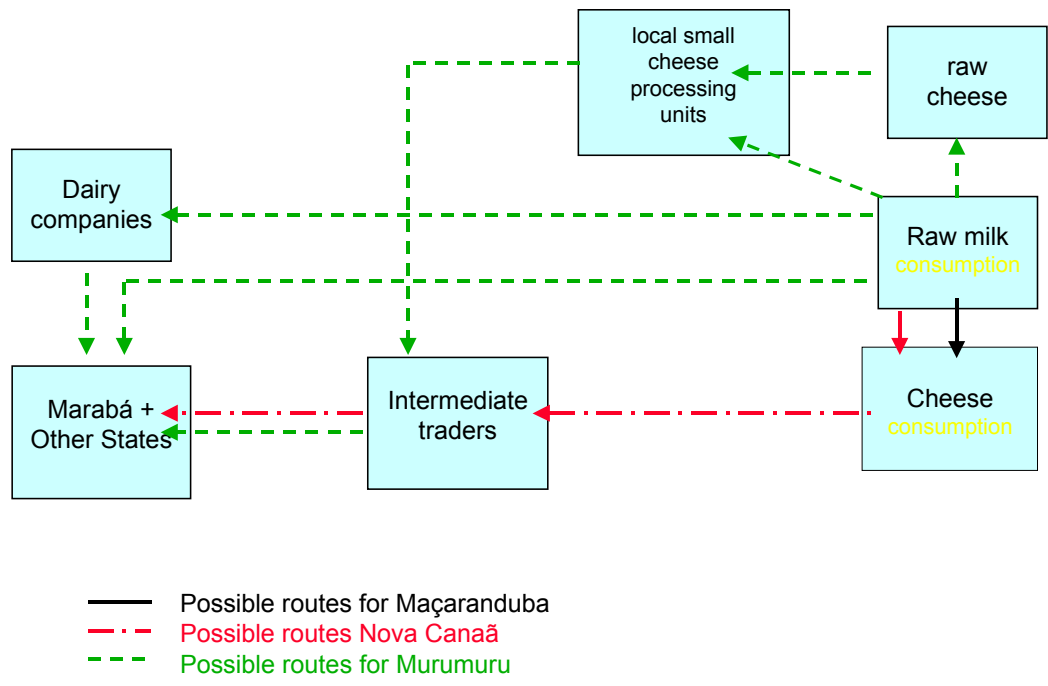 local small
cheese
processing
units
raw
cheese
Dairy
companies
Raw milk
consumption
Marabá +
Other States
Intermediate
traders
Cheese
consumption
Possible routes for Maçaranduba
Possible routes Nova Canaã
Possible routes for Murumuru